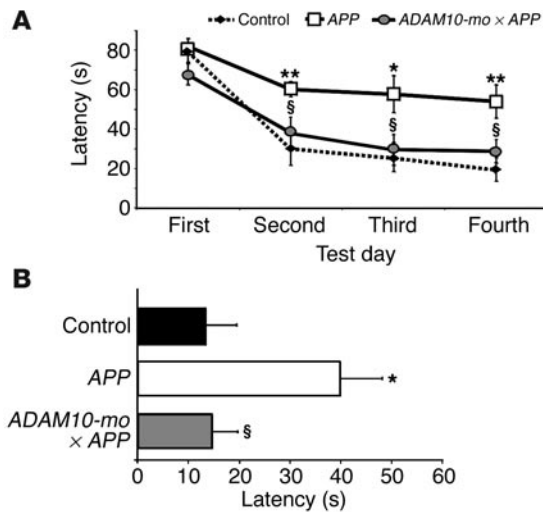 A
Control APP ADAM10-mo × APP
Latency (s)
80
60
40
20
0
** * **
§ § §
First Second Third Fourth
Test day
B
Control
APP
*
ADAM10-mo
× APP
§
0 10 20 30 40 50 60
Latency (s)